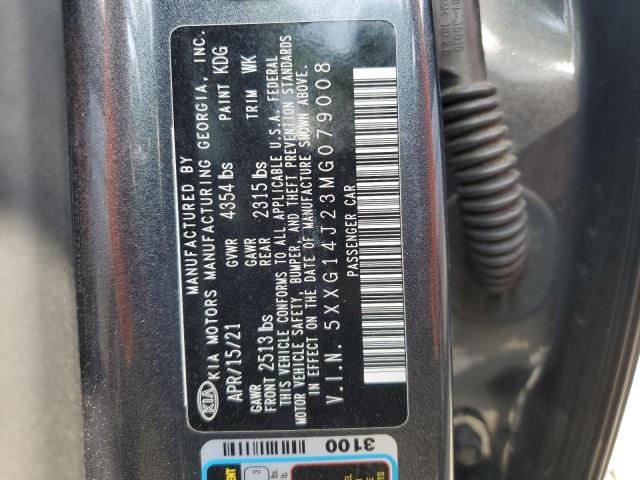 KIA
MANUFACTURED BY
KIA MOTORS MANUFACTURING GEORGIA, INC.
APR/15/21 GVWR 4354 lbs PAINT KDG
GAWR FRONT 2513 lbs GAWR REAR 2315 lbs TRIM WK
THIS VEHICLE CONFORMS TO ALL APPLICABLE U.S.A. FEDERAL
MOTOR VEHICLE SAFETY, BUMPER, AND THEFT PREVENTION STANDARDS
IN EFFECT ON THE DATE OF MANUFACTURE SHOWN ABOVE.
V.I.N. 5XXG14J23MG079008
PASSENGER CAR
3100